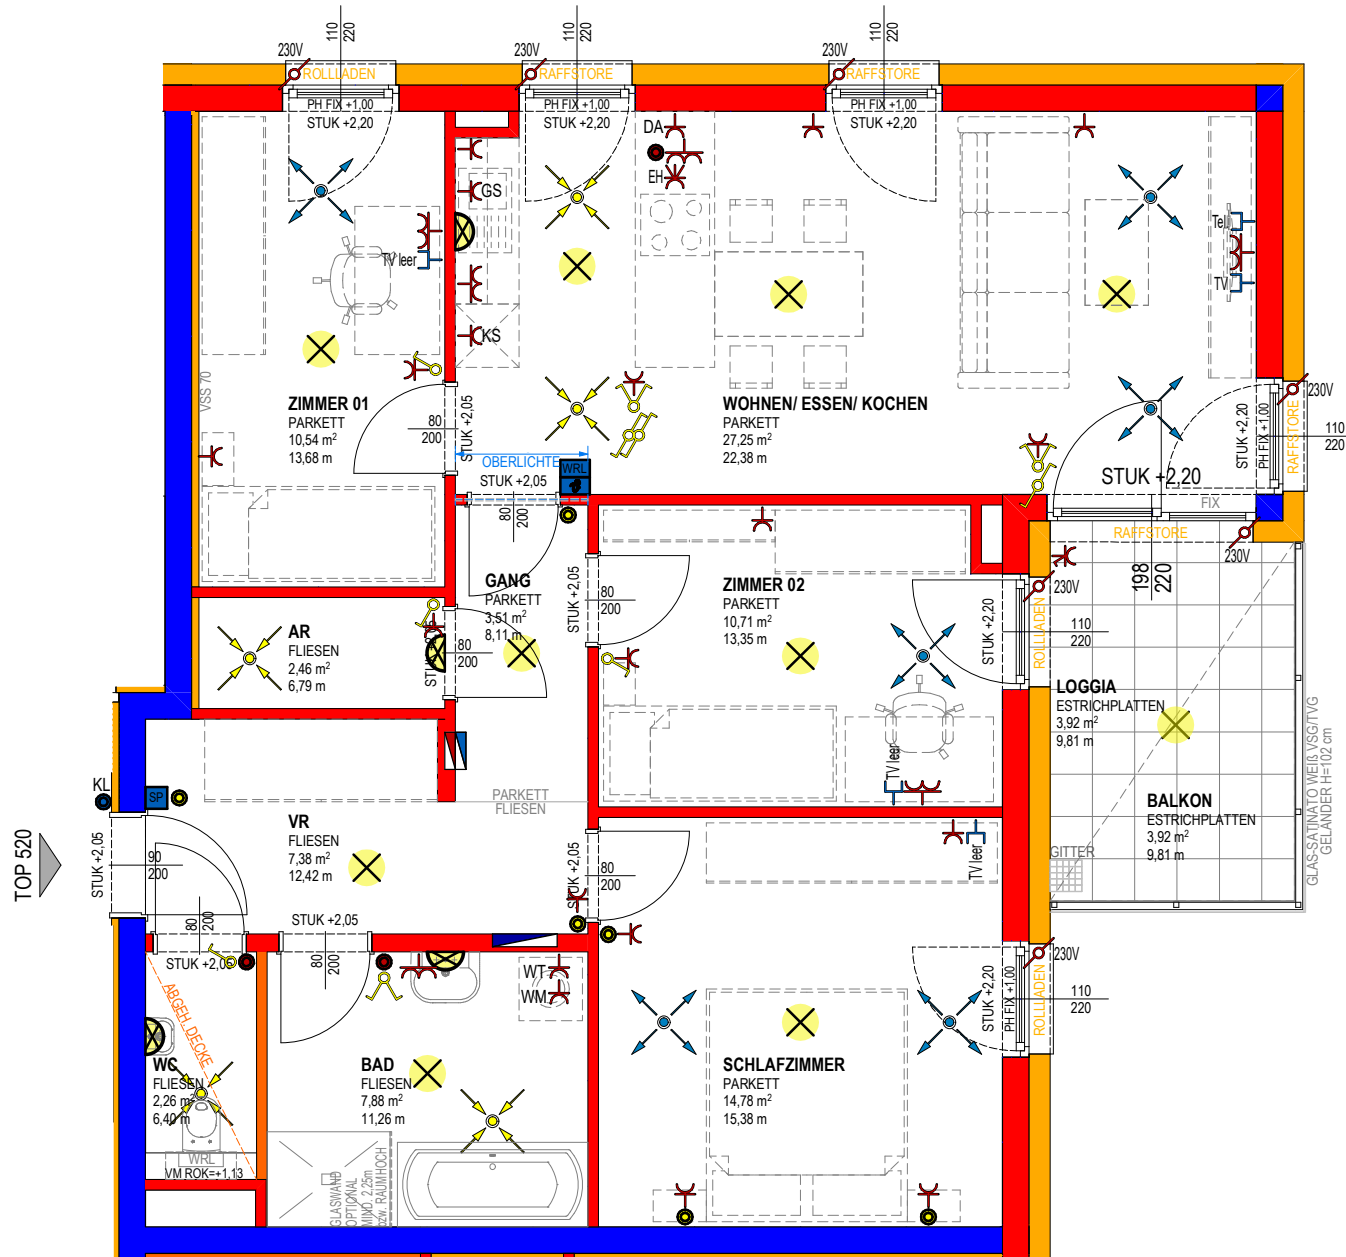 110
220
110
220
110
220
230V
ROLLLADEN
230V
RAFFSTORE
230V
RAFFSTORE
PH FIX +1,00
STUK +2,20
PH FIX +1,00
STUK +2,20
PH FIX +1,00
STUK +2,20
DA
EH
GS
KS
TV leer
Tel
TV
VSS 70
ZIMMER 01
PARKETT
10,54 m²
13,68 m
80
200
STUK +2,05
WOHNEN/ ESSEN/ KOCHEN
PARKETT
27,25 m²
22,38 m
OBERLICHTE
STUK +2,05
WRL
80
200
230V
RAFFSTORE
PH FIX +1,00
STUK +2,20
110
220
STUK +2,20
FIX
RAFFSTORE
230V
198
220
GANG
PARKETT
3,51 m²
8,11 m
STUK +2,05
80
200
ZIMMER 02
PARKETT
10,71 m²
13,35 m
STUK +2,20
230V
ROLLLADEN
110
220
AR
FLIESEN
2,46 m²
6,79 m
80
200
LOGGIA
ESTRICHPLATTEN
3,92 m²
9,81 m
BALKON
ESTRICHPLATTEN
3,92 m²
9,81 m
GITTER
GLAS-SATINATO WEIß VSG/TVG
GELÄNDER H=102 cm
TV leer
KL
SP
PARKETT
FLIESEN
VR
FLIESEN
7,38 m²
12,42 m
TOP 520
STUK +2,05
90
200
80
200
STUK +2,05
STUK +2,05
80
200
STUK +2,05
80
200
TV leer
ABGEH. DECKE
WC
FLIESEN
2,26 m²
6,40 m
WRL
VM ROK=+1,13
BAD
FLIESEN
7,88 m²
11,26 m
WT
WM
GLASWAND
OPTIONAL
MIND. 2,25m
bzw. RAUMHOCH
SCHLAFZIMMER
PARKETT
14,78 m²
15,38 m
STUK +2,20
PH FIX +1,00
230V
ROLLLADEN
110
220